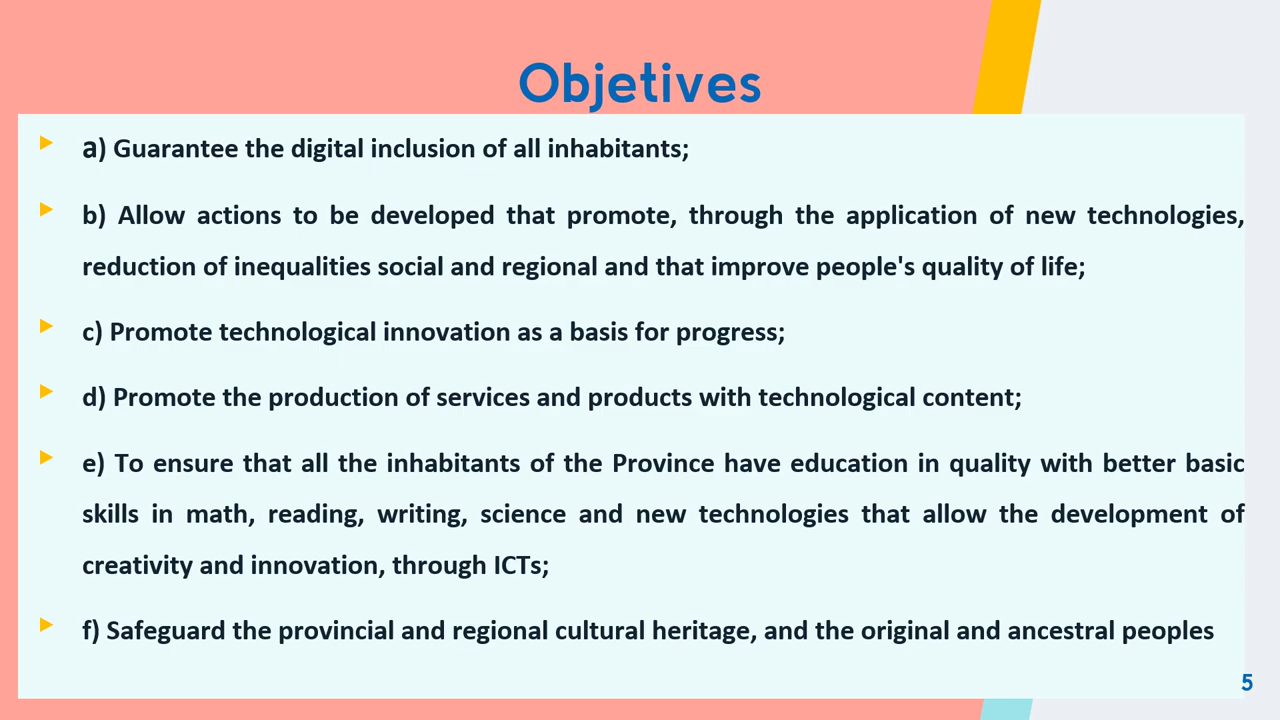 Objetives
a) Guarantee the digital inclusion of all inhabitants;
b) Allow actions to be developed that promote, through the application of new technologies,
reduction of inequalities social and regional and that improve people's quality of life;
c) Promote technological innovation as a basis for progress;
d) Promote the production of services and products with technological content;
e) To ensure that all the inhabitants of the Province have education in quality with better basic
skills in math, reading, writing, science and new technologies that allow the development of
creativity and innovation, through ICTs;
f) Safeguard the provincial and regional cultural heritage, and the original and ancestral peoples
5